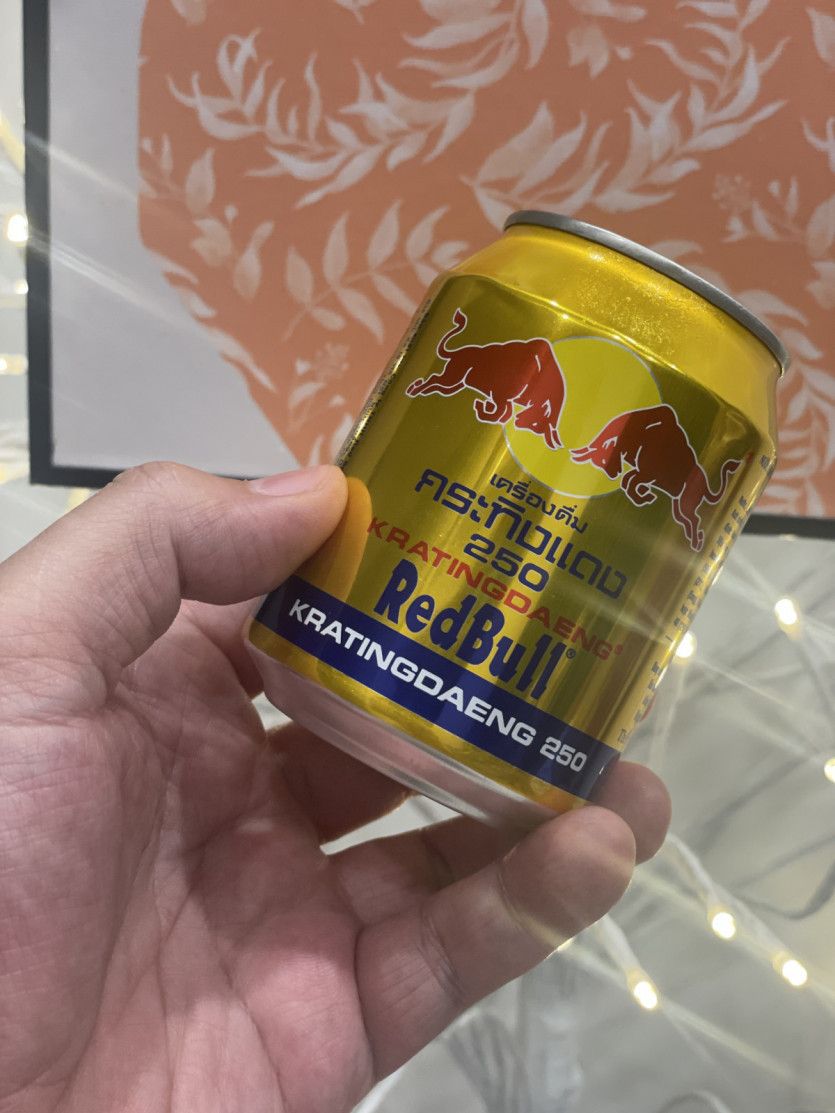 เครื่องดื่ม
กระทิงแดง
250
KRATINGDAENG®
RedBull®
KRATINGDAENG 250